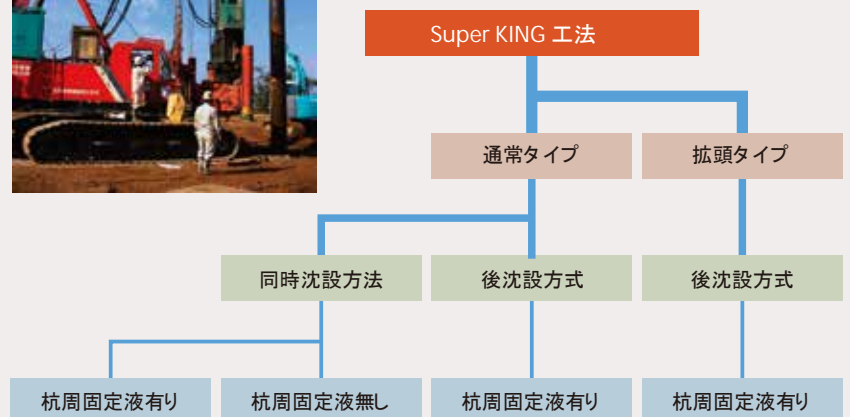 Super KING 工法
通常タイプ
拡頭タイプ
同時沈設方法
後沈設方式
後沈設方式
杭周固定液有り
杭周固定液無し
杭周固定液有り
杭周固定液有り